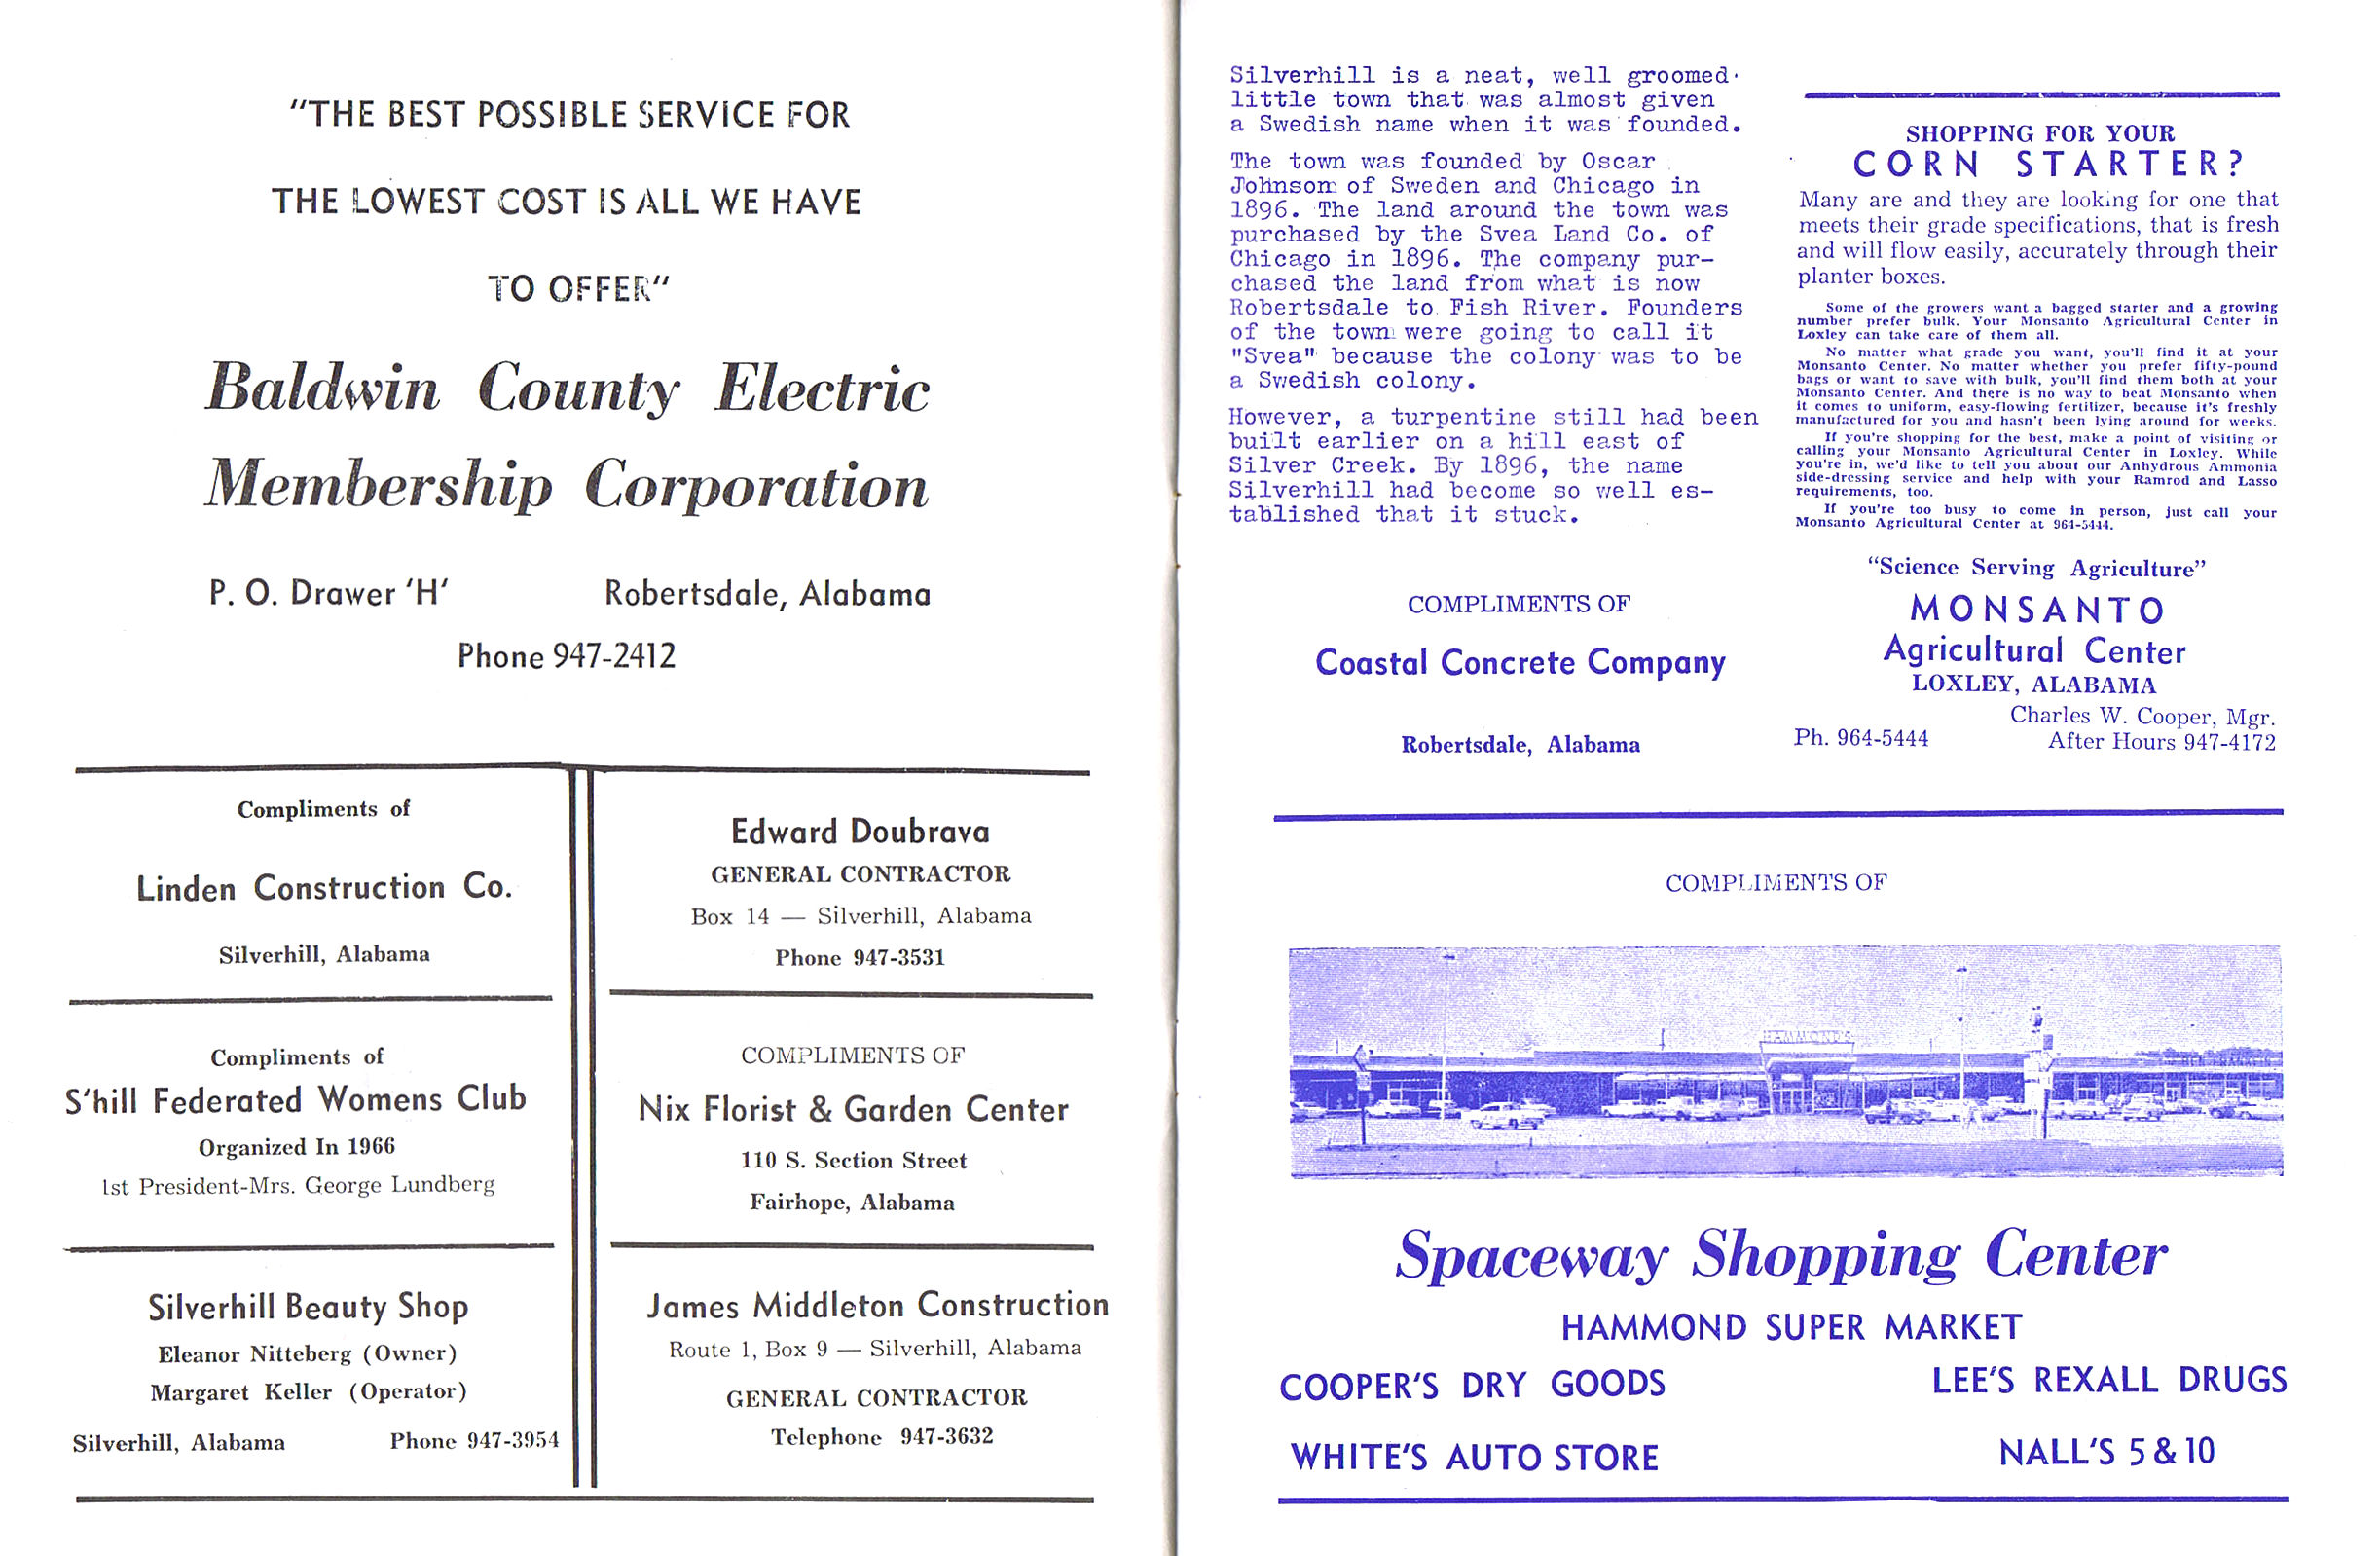 "THE BEST POSSIBLE SERVICE FOR
THE LOWEST COST IS ALL WE HAVE
TO OFFER"
Baldwin County Electric
Membership Corporation
P. O. Drawer 'H'
Robertsdale, Alabama
Phone 947-2412
Compliments of
Linden Construction Co.
Silverhill, Alabama
Compliments of
S'hill Federated Womens Club
Organized In 1966
1st President-Mrs. George Lundberg
Silverhill Beauty Shop
Eleanor Nitteberg (Owner)
Margaret Keller (Operator)
Silverhill, Alabama
Phone 947-3954
Edward Doubrava
GENERAL CONTRACTOR
Box 14 — Silverhill, Alabama
Phone 947-3531
COMPLIMENTS OF
Nix Florist & Garden Center
110 S. Section Street
Fairhope, Alabama
James Middleton Construction
Route 1, Box 9 — Silverhill, Alabama
GENERAL CONTRACTOR
Telephone 947-3632
Silverhill is a neat, well groomed
little town that was almost given
a Swedish name when it was founded.
The town was founded by Oscar
Johnson of Sweden and Chicago in
1896. The land around the town was
purchased by the Svea Land Co. of
Chicago in 1896. The company pur-
chased the land from what is now
Robertsdale to Fish River. Founders
of the town were going to call it
"Svea" because the colony was to be
a Swedish colony.
However, a turpentine still had been
built earlier on a hill east of
Silver Creek. By 1896, the name
Silverhill had become so well es-
tablished that it stuck.
COMPLIMENTS OF
Coastal Concrete Company
Robertsdale, Alabama
SHOPPING FOR YOUR
CORN STARTER?
Many are and they are looking for one that
meets their grade specifications, that is fresh
and will flow easily, accurately through their
planter boxes.
Some of the growers want a bagged starter and a growing
number prefer bulk. Your Monsanto Agricultural Center in
Loxley can take care of them all.
No matter what grade you want, you'll find it at your
Monsanto Center. No matter whether you prefer fifty-pound
bags or want to save with bulk, you'll find them both at your
Monsanto Center. And there is no way to beat Monsanto when
it comes to uniform, easy-flowing fertilizer, because it's freshly
manufactured for you and hasn't been lying around for weeks.
If you're shopping for the best, make a point of visiting or
calling your Monsanto Agricultural Center in Loxley. While
you're in, we'd like to tell you about our Anhydrous Ammonia
side-dressing service and help with your Ramrod and Lasso
requirements, too.
If you're too busy to come in person, just call your
Monsanto Agricultural Center at 964-5444.
"Science Serving Agriculture"
MONSANTO
Agricultural Center
LOXLEY, ALABAMA
Charles W. Cooper, Mgr.
Ph. 964-5444
After Hours 947-4172
COMPLIMENTS OF
HAMMOND'S
Spaceway Shopping Center
HAMMOND SUPER MARKET
COOPER'S DRY GOODS
LEE'S REXALL DRUGS
WHITE'S AUTO STORE
NALL'S 5 & 10